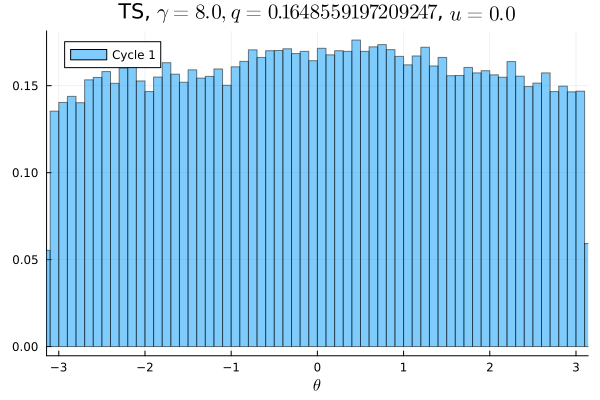 TS, γ = 8.0, q = 0.1648559197209247, u = 0.0
Cycle 1
0.15
0.10
0.05
0.00
−3 −2 −1 0 1 2 3
θ